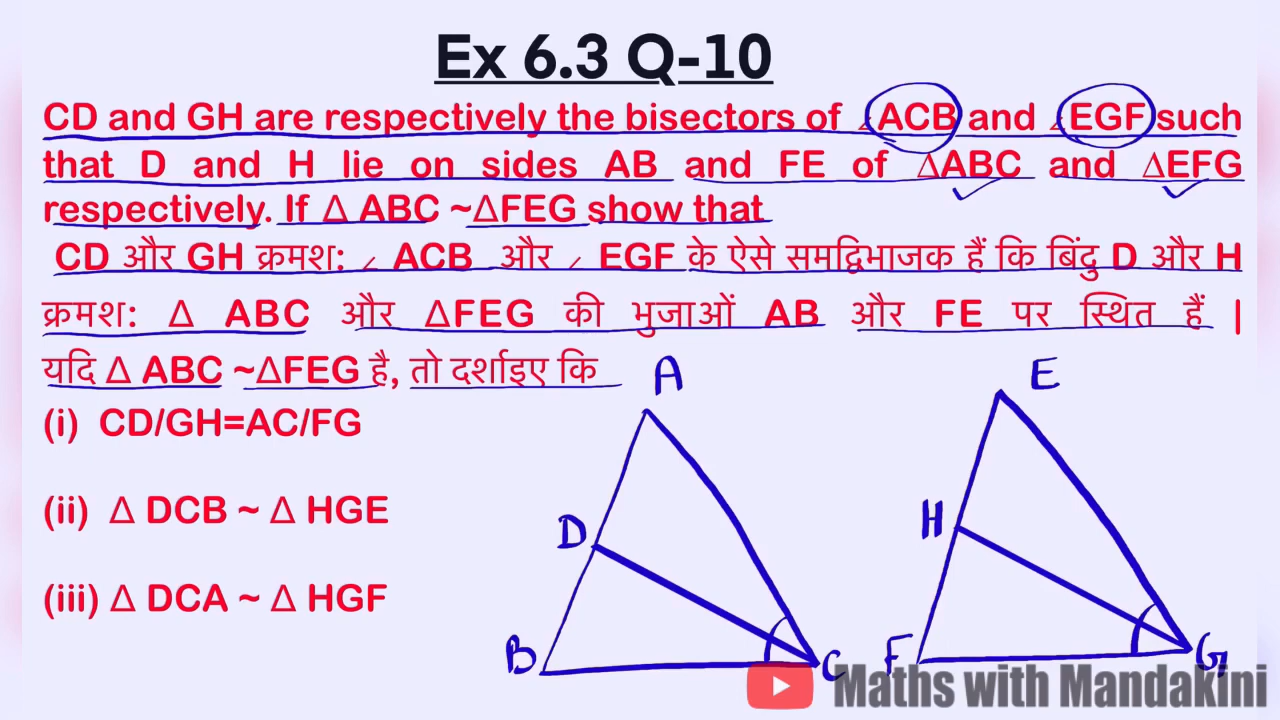 Ex 6.3 Q-10
CD and GH are respectively the bisectors of ∠ACB and ∠EGF such
that D and H lie on sides AB and FE of ΔABC and ΔEFG
respectively. If Δ ABC ~ΔFEG show that
CD और GH क्रमश: ∠ ACB और ∠ EGF के ऐसे समद्विभाजक हैं कि बिंदु D और H
क्रमश: Δ ABC और ΔFEG की भुजाओं AB और FE पर स्थित हैं |
यदि Δ ABC ~ΔFEG है, तो दर्शाइए कि
(i) CD/GH=AC/FG
(ii) Δ DCB ~ Δ HGE
(iii) Δ DCA ~ Δ HGF
A
D
B
C
E
H
F
G
Maths with Mandakini